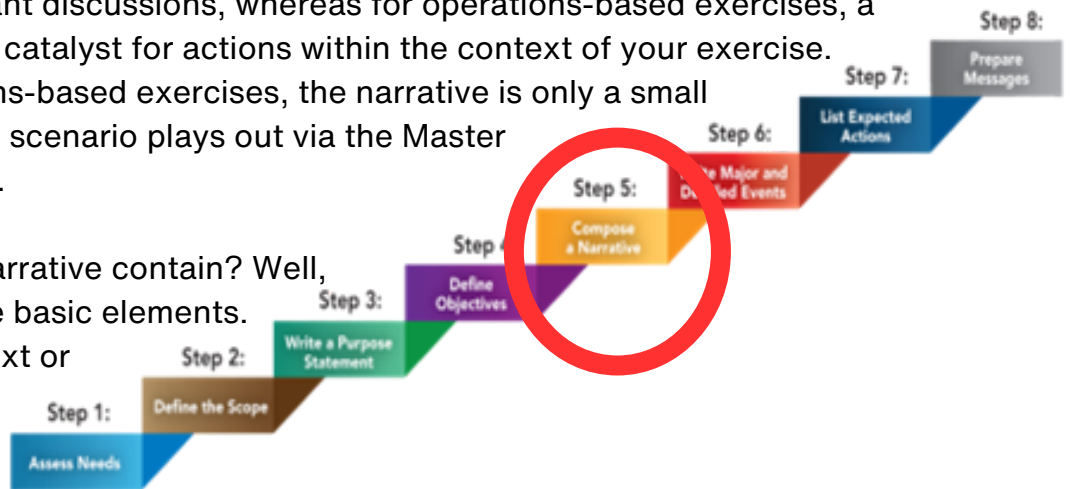 ant discussions, whereas for operations-based exercises, a
catalyst for actions within the context of your exercise.
ns-based exercises, the narrative is only a small
scenario plays out via the Master
.
arrative contain? Well,
e basic elements.
xt or
Step 1:
Assess Needs
Step 2:
Define the Scope
Step 3:
Write a Purpose
Statement
Step
Define
Objectives
Step 5:
Compose
a Narrative
Step 6:
Major and
Events
Step 7:
List Expected
Actions
Step 8:
Prepare
Messages